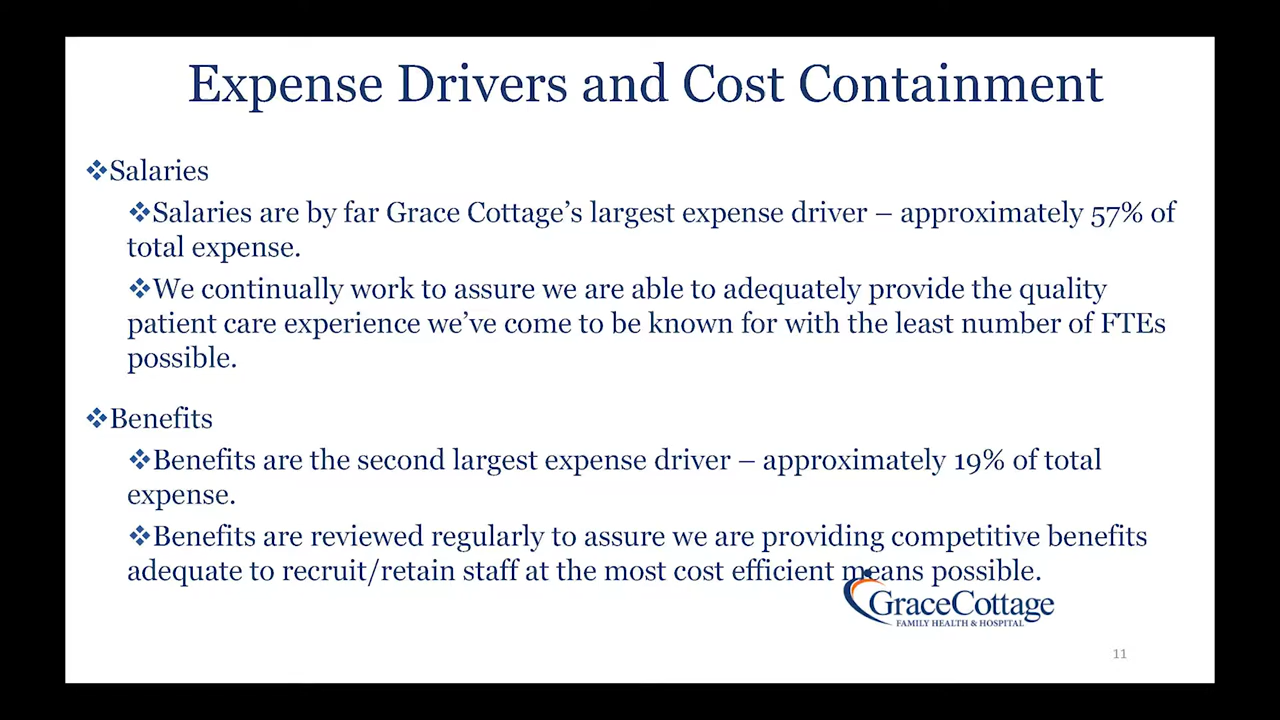 Expense Drivers and Cost Containment
❖Salaries
❖Salaries are by far Grace Cottage’s largest expense driver – approximately 57% of
total expense.
❖We continually work to assure we are able to adequately provide the quality
patient care experience we’ve come to be known for with the least number of FTEs
possible.
❖Benefits
❖Benefits are the second largest expense driver – approximately 19% of total
expense.
❖Benefits are reviewed regularly to assure we are providing competitive benefits
adequate to recruit/retain staff at the most cost efficient means possible.
GraceCottage
FAMILY HEALTH & HOSPITAL
11